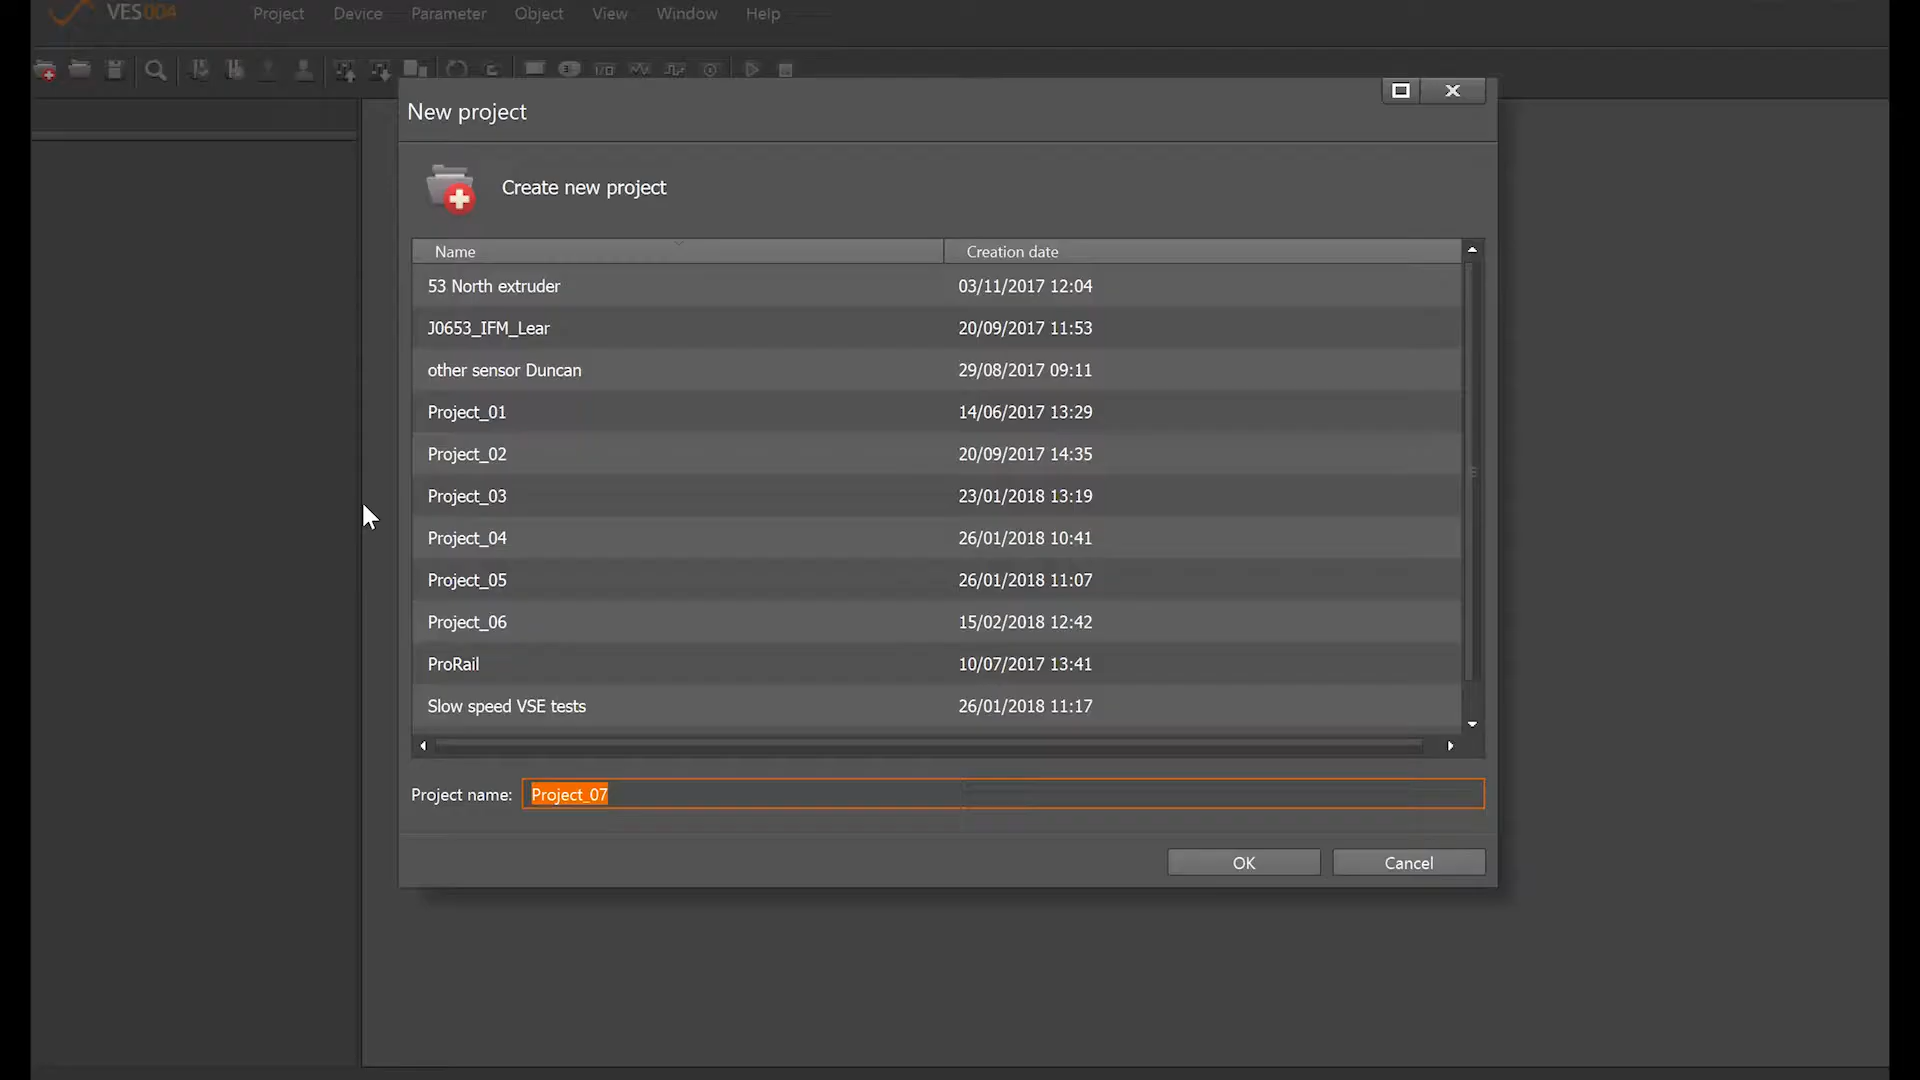 VES004
Project Device Parameter Object View Window Help
New project
Create new project
Name Creation date
53 North extruder 03/11/2017 12:04
J0653_IFM_Lear 20/09/2017 11:53
other sensor Duncan 29/08/2017 09:11
Project_01 14/06/2017 13:29
Project_02 20/09/2017 14:35
Project_03 23/01/2018 13:19
Project_04 26/01/2018 10:41
Project_05 26/01/2018 11:07
Project_06 15/02/2018 12:42
ProRail 10/07/2017 13:41
Slow speed VSE tests 26/01/2018 11:17
Project name: Project_07
OK Cancel